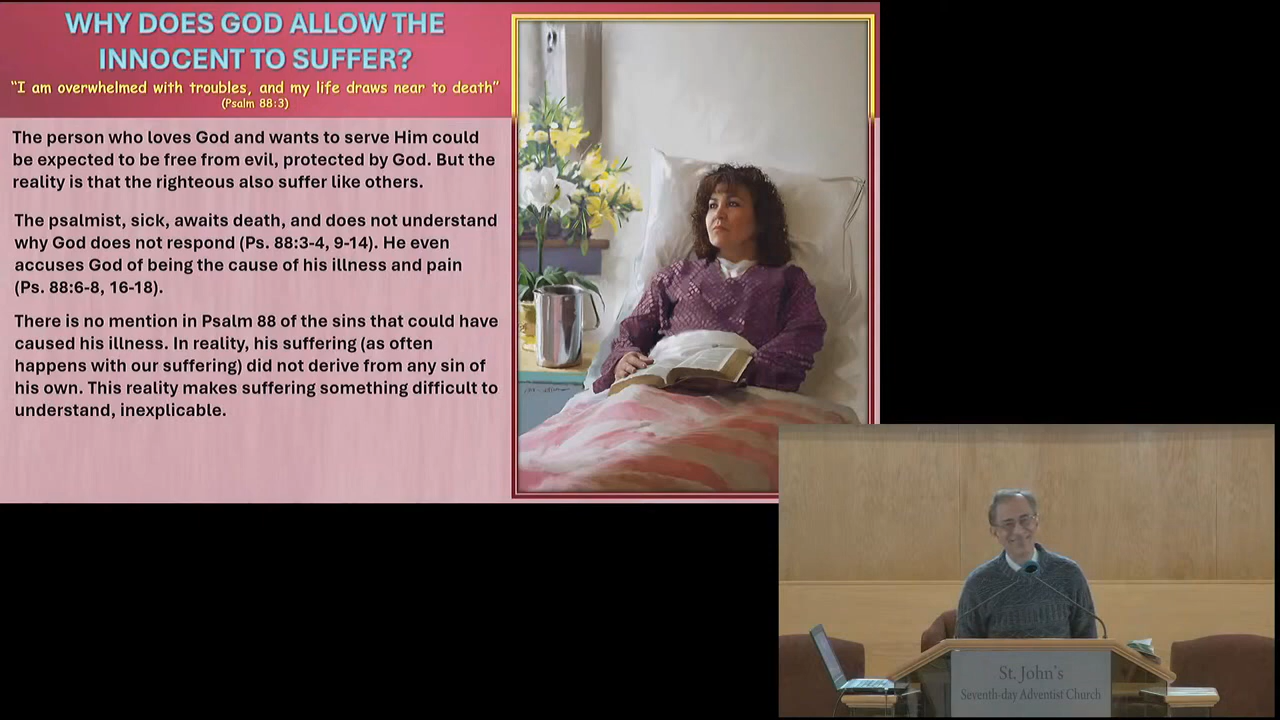 WHY DOES GOD ALLOW THE
INNOCENT TO SUFFER?
“I am overwhelmed with troubles, and my life draws near to death”
(Psalm 88:3)
The person who loves God and wants to serve Him could
be expected to be free from evil, protected by God. But the
reality is that the righteous also suffer like others.
The psalmist, sick, awaits death, and does not understand
why God does not respond (Ps. 88:3-4, 9-14). He even
accuses God of being the cause of his illness and pain
(Ps. 88:6-8, 16-18).
There is no mention in Psalm 88 of the sins that could have
caused his illness. In reality, his suffering (as often
happens with our suffering) did not derive from any sin of
his own. This reality makes suffering something difficult to
understand, inexplicable.
St. John's
Seventh-day Adventist Church